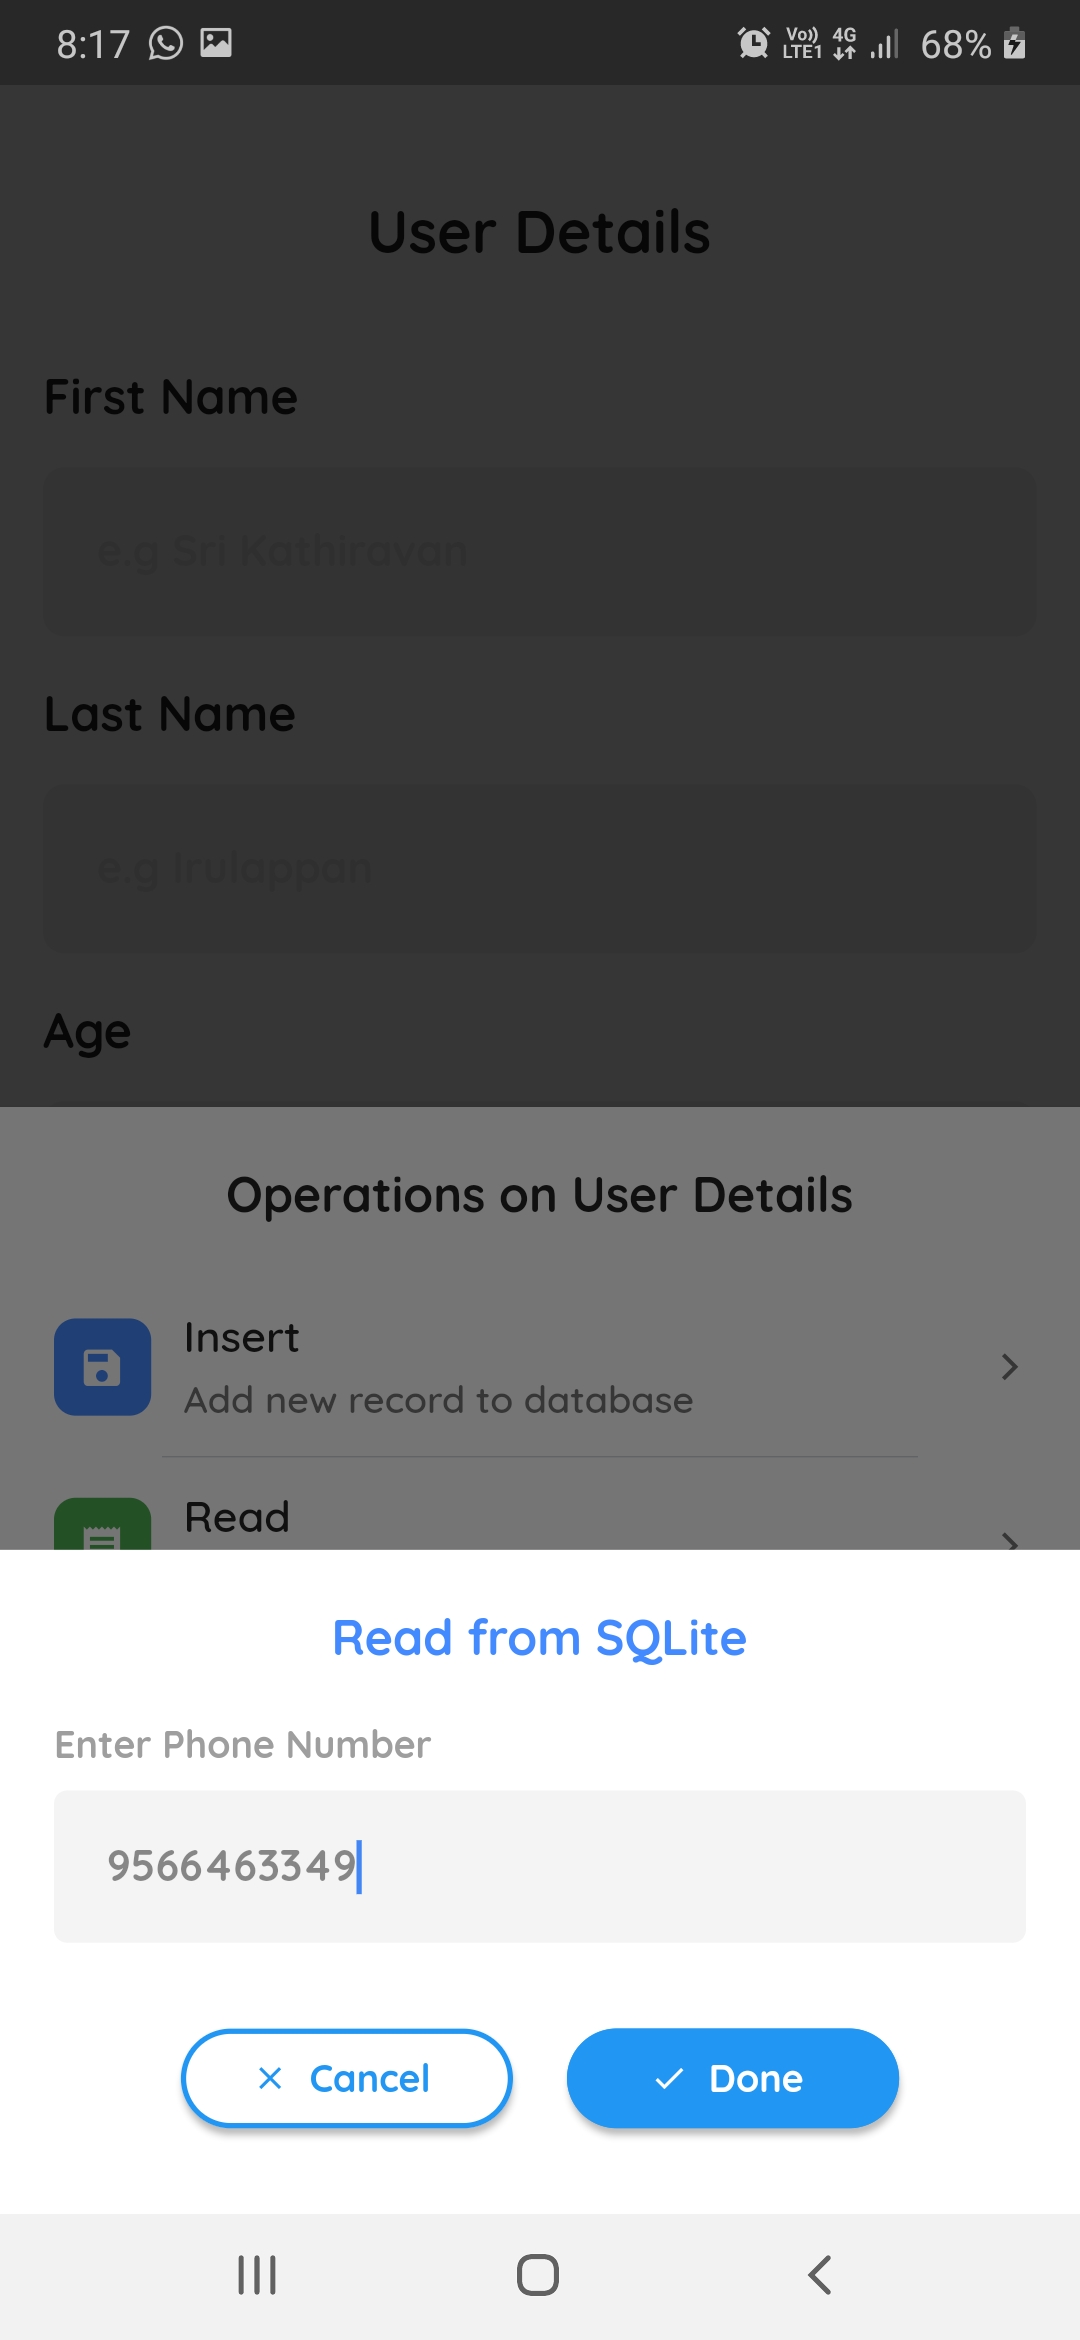 8:17 Vo)) LTE1 4G 68%
User Details
First Name
e.g Sri Kathiravan
Last Name
e.g Irulappan
Age
Operations on User Details
Insert
Add new record to database
Read
Read from SQLite
Enter Phone Number
9566463349
Cancel Done